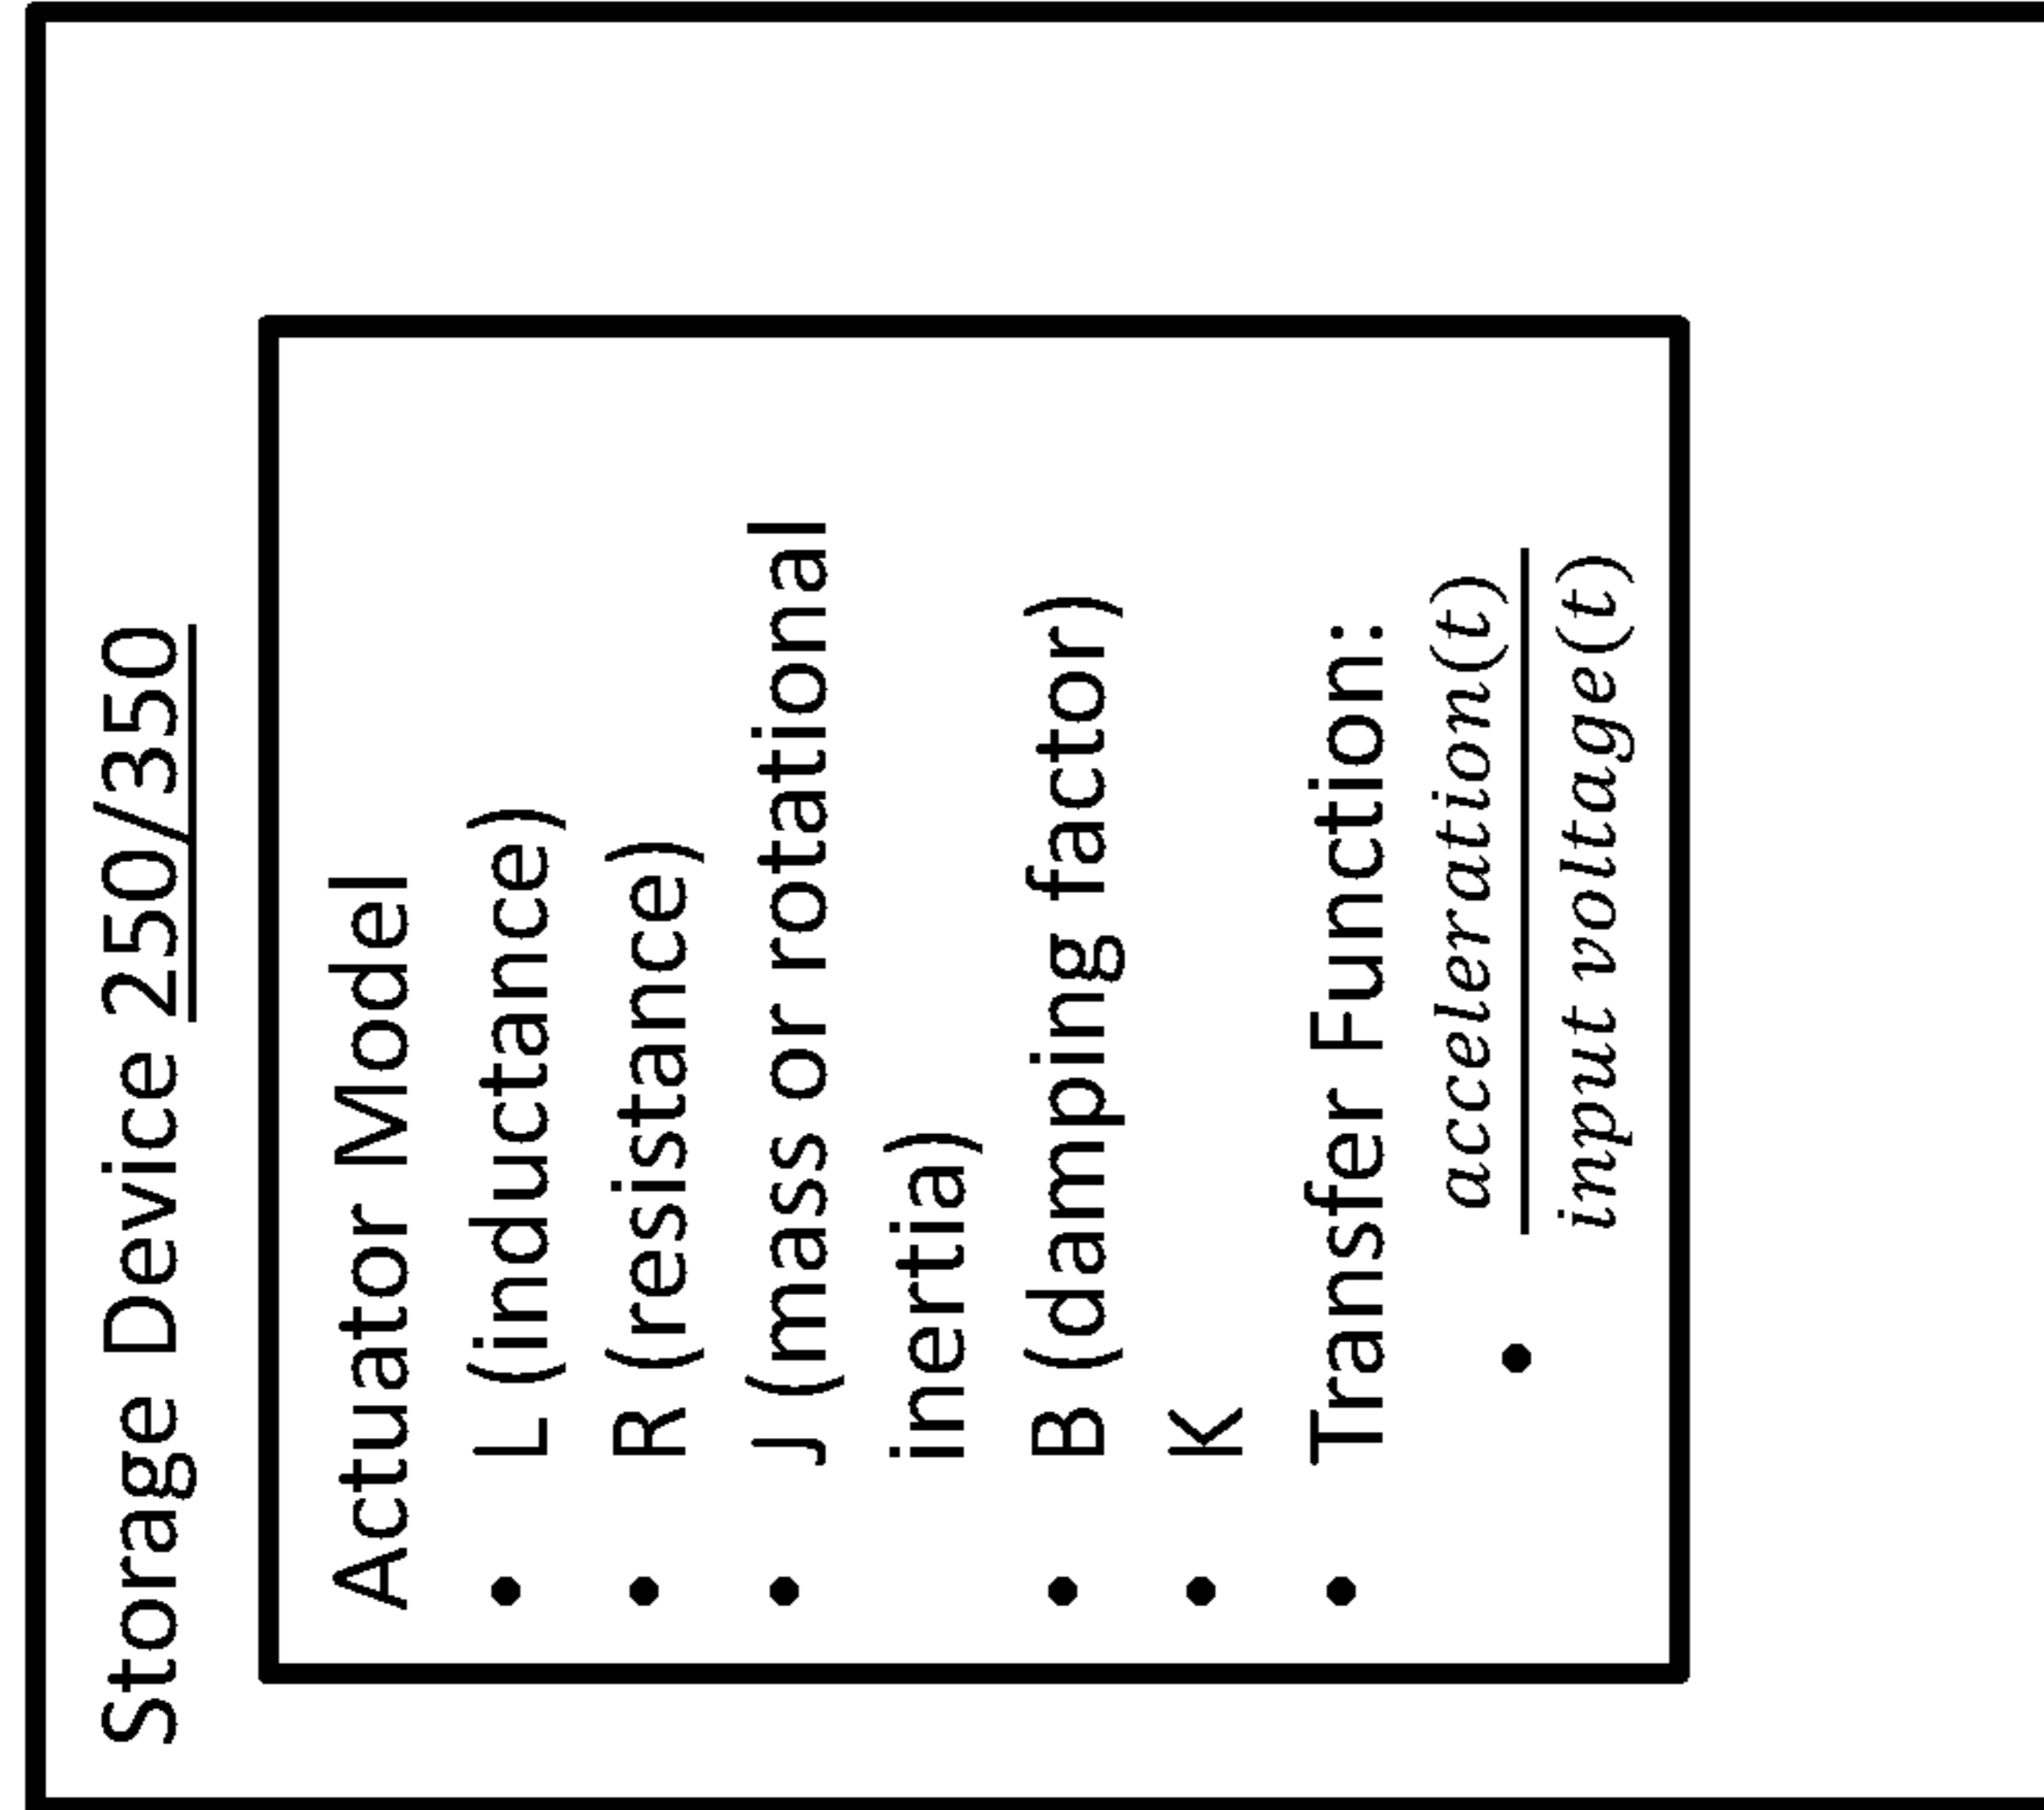 Storage Device 250/350
Actuator Model
• L (inductance)
• R (resistance)
• J (mass or rotational
inertia)
• B (damping factor)
• K
• Transfer Function:
• acceleration(t)
input voltage(t)